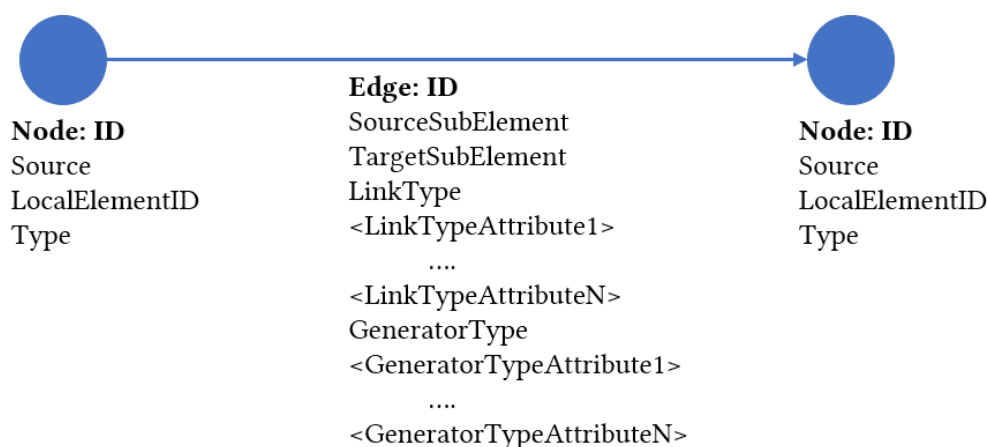 Node: ID
Source
LocalElementID
Type
Edge: ID
SourceSubElement
TargetSubElement
LinkType
<LinkTypeAttribute1>
....
<LinkTypeAttributeN>
GeneratorType
<GeneratorTypeAttribute1>
....
<GeneratorTypeAttributeN>
Node: ID
Source
LocalElementID
Type